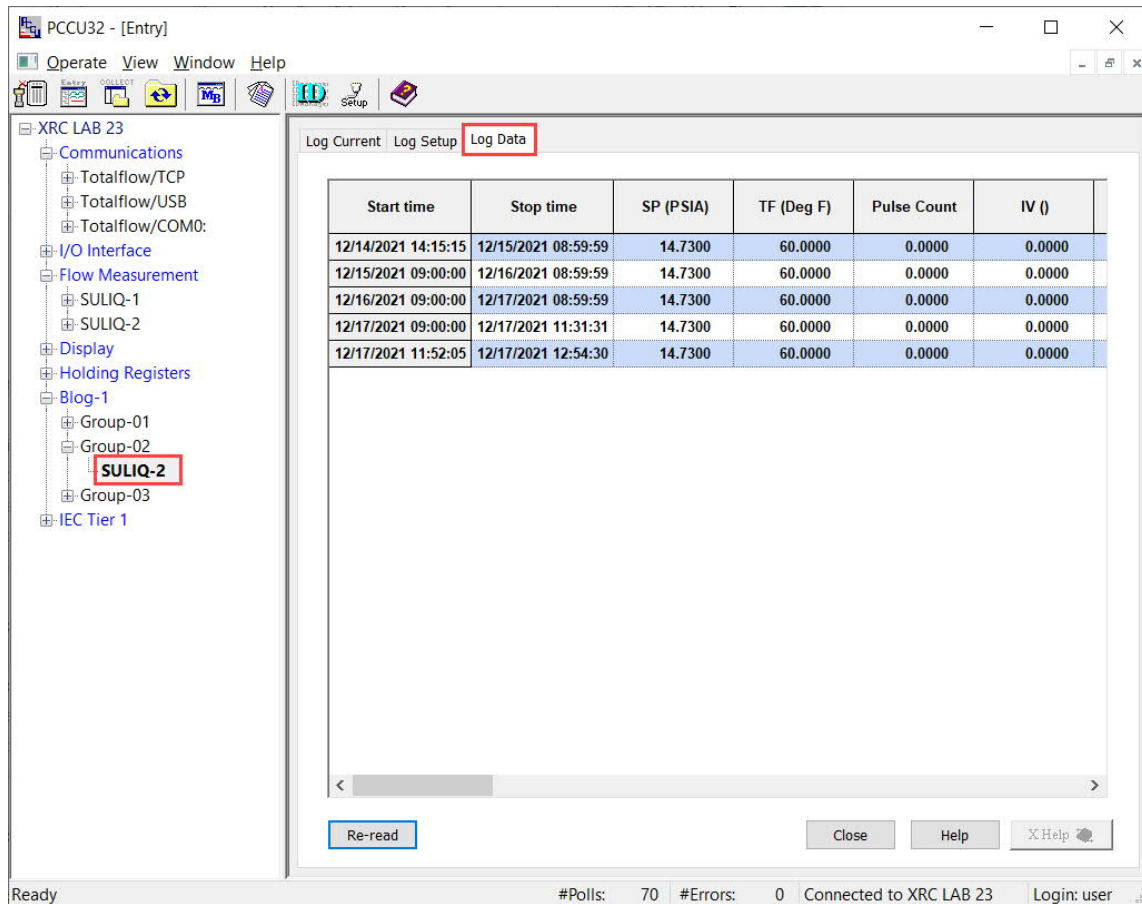 PCCU32 - [Entry]
Operate View Window Help
Entry COLLECT MB ID Manager Setup
XRC LAB 23
Communications
Totalflow/TCP
Totalflow/USB
Totalflow/COM0:
I/O Interface
Flow Measurement
SULIQ-1
SULIQ-2
Display
Holding Registers
Blog-1
Group-01
Group-02
SULIQ-2
Group-03
IEC Tier 1
Log Current Log Setup Log Data
Start time Stop time SP (PSIA) TF (Deg F) Pulse Count IV ()
12/14/2021 14:15:15 12/15/2021 08:59:59 14.7300 60.0000 0.0000 0.0000
12/15/2021 09:00:00 12/16/2021 08:59:59 14.7300 60.0000 0.0000 0.0000
12/16/2021 09:00:00 12/17/2021 08:59:59 14.7300 60.0000 0.0000 0.0000
12/17/2021 09:00:00 12/17/2021 11:31:31 14.7300 60.0000 0.0000 0.0000
12/17/2021 11:52:05 12/17/2021 12:54:30 14.7300 60.0000 0.0000 0.0000
Re-read Close Help X Help
Ready #Polls: 70 #Errors: 0 Connected to XRC LAB 23 Login: user